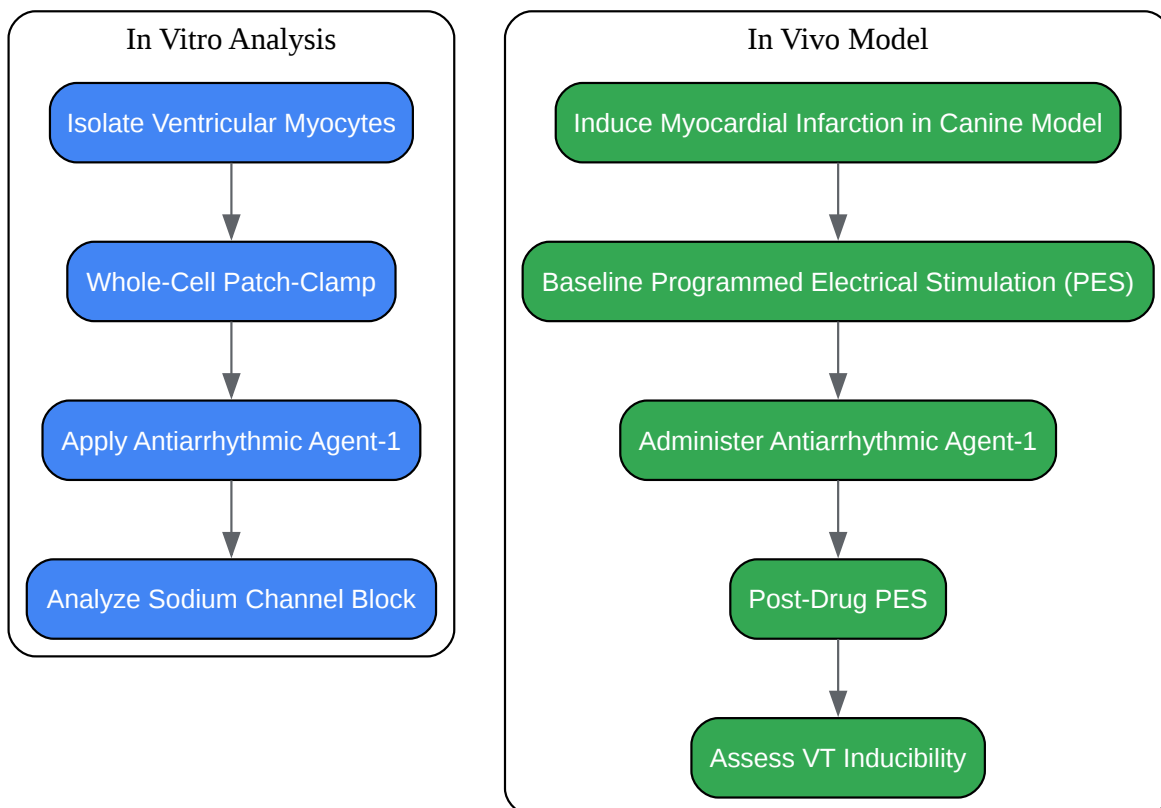 In Vitro Analysis
Isolate Ventricular Myocytes
Whole-Cell Patch-Clamp
Apply Antiarrhythmic Agent-1
Analyze Sodium Channel Block
In Vivo Model
Induce Myocardial Infarction in Canine Model
Baseline Programmed Electrical Stimulation (PES)
Administer Antiarrhythmic Agent-1
Post-Drug PES
Assess VT Inducibility